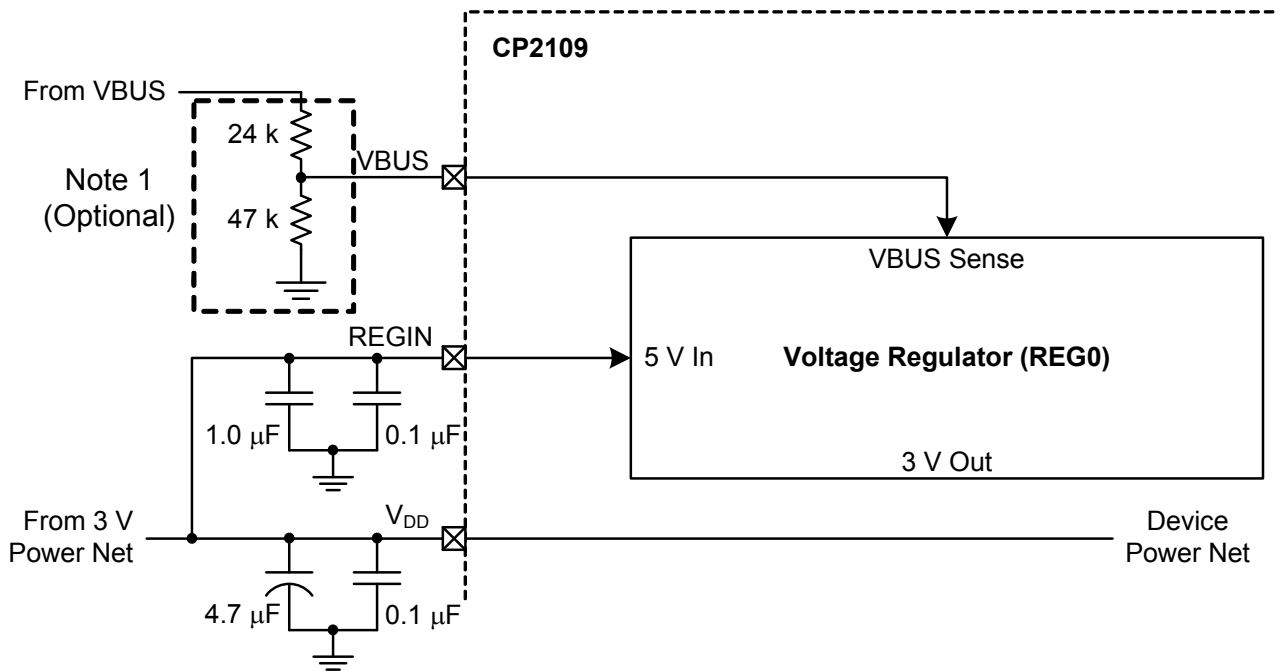 CP2109
From VBUS
24 k
VBUS
Note 1
(Optional)
47 k
VBUS Sense
REGIN
5 V In
Voltage Regulator (REG0)
1.0 μF
0.1 μF
3 V Out
From 3 V
Power Net
VDD
Device
Power Net
4.7 μF
0.1 μF